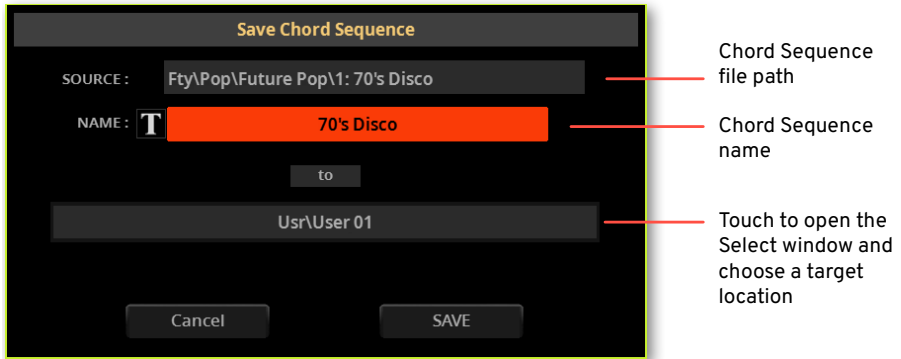 Save Chord Sequence
SOURCE :
Fty\Pop\Future Pop\1: 70's Disco
Chord Sequence
file path
NAME : T
70's Disco
Chord Sequence
name
to
Usr\User 01
Touch to open the
Select window and
choose a target
location
Cancel
SAVE